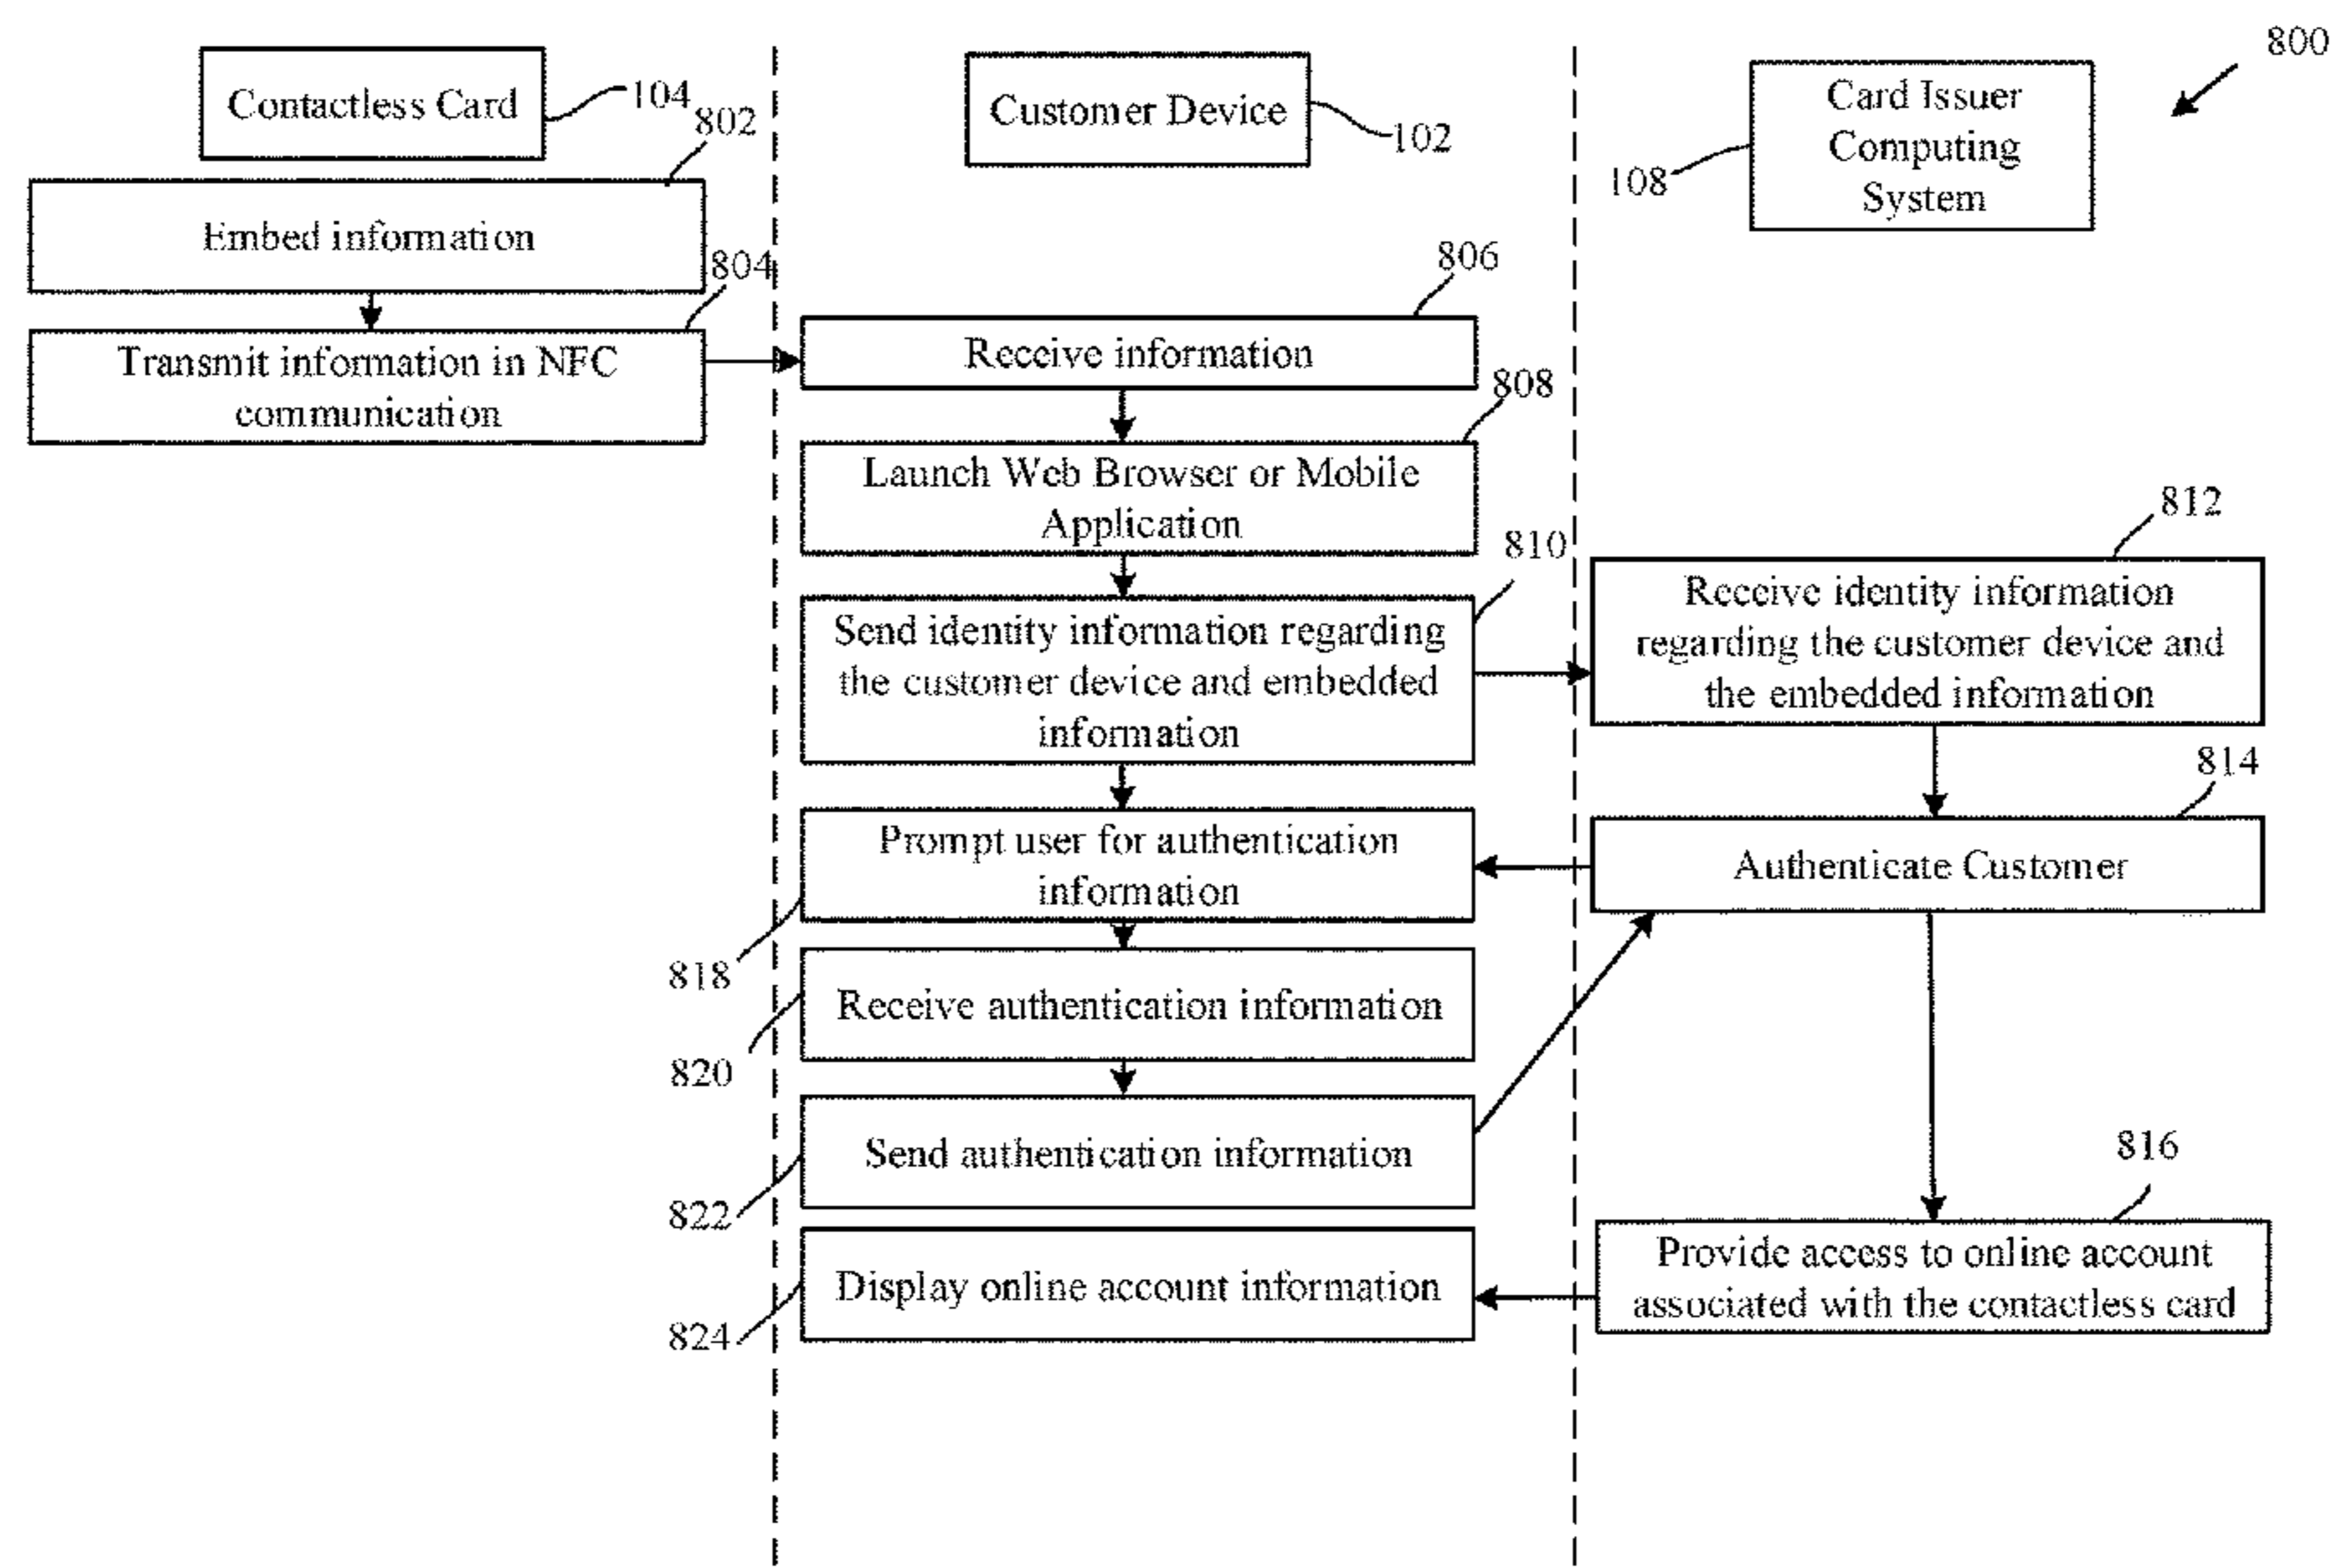 800
Contactless Card
104
Customer Device
102
Card Issuer
Computing
System
108
802
Embed information
804
Transmit information in NFC
communication
806
Receive information
808
Launch Web Browser or Mobile
Application
810
Send identity information regarding
the customer device and embedded
information
812
Receive identity information
regarding the customer device and
the embedded information
814
Authenticate Customer
Prompt user for authentication
information
818
Receive authentication information
820
Send authentication information
822
816
Provide access to online account
associated with the contactless card
Display online account information
824